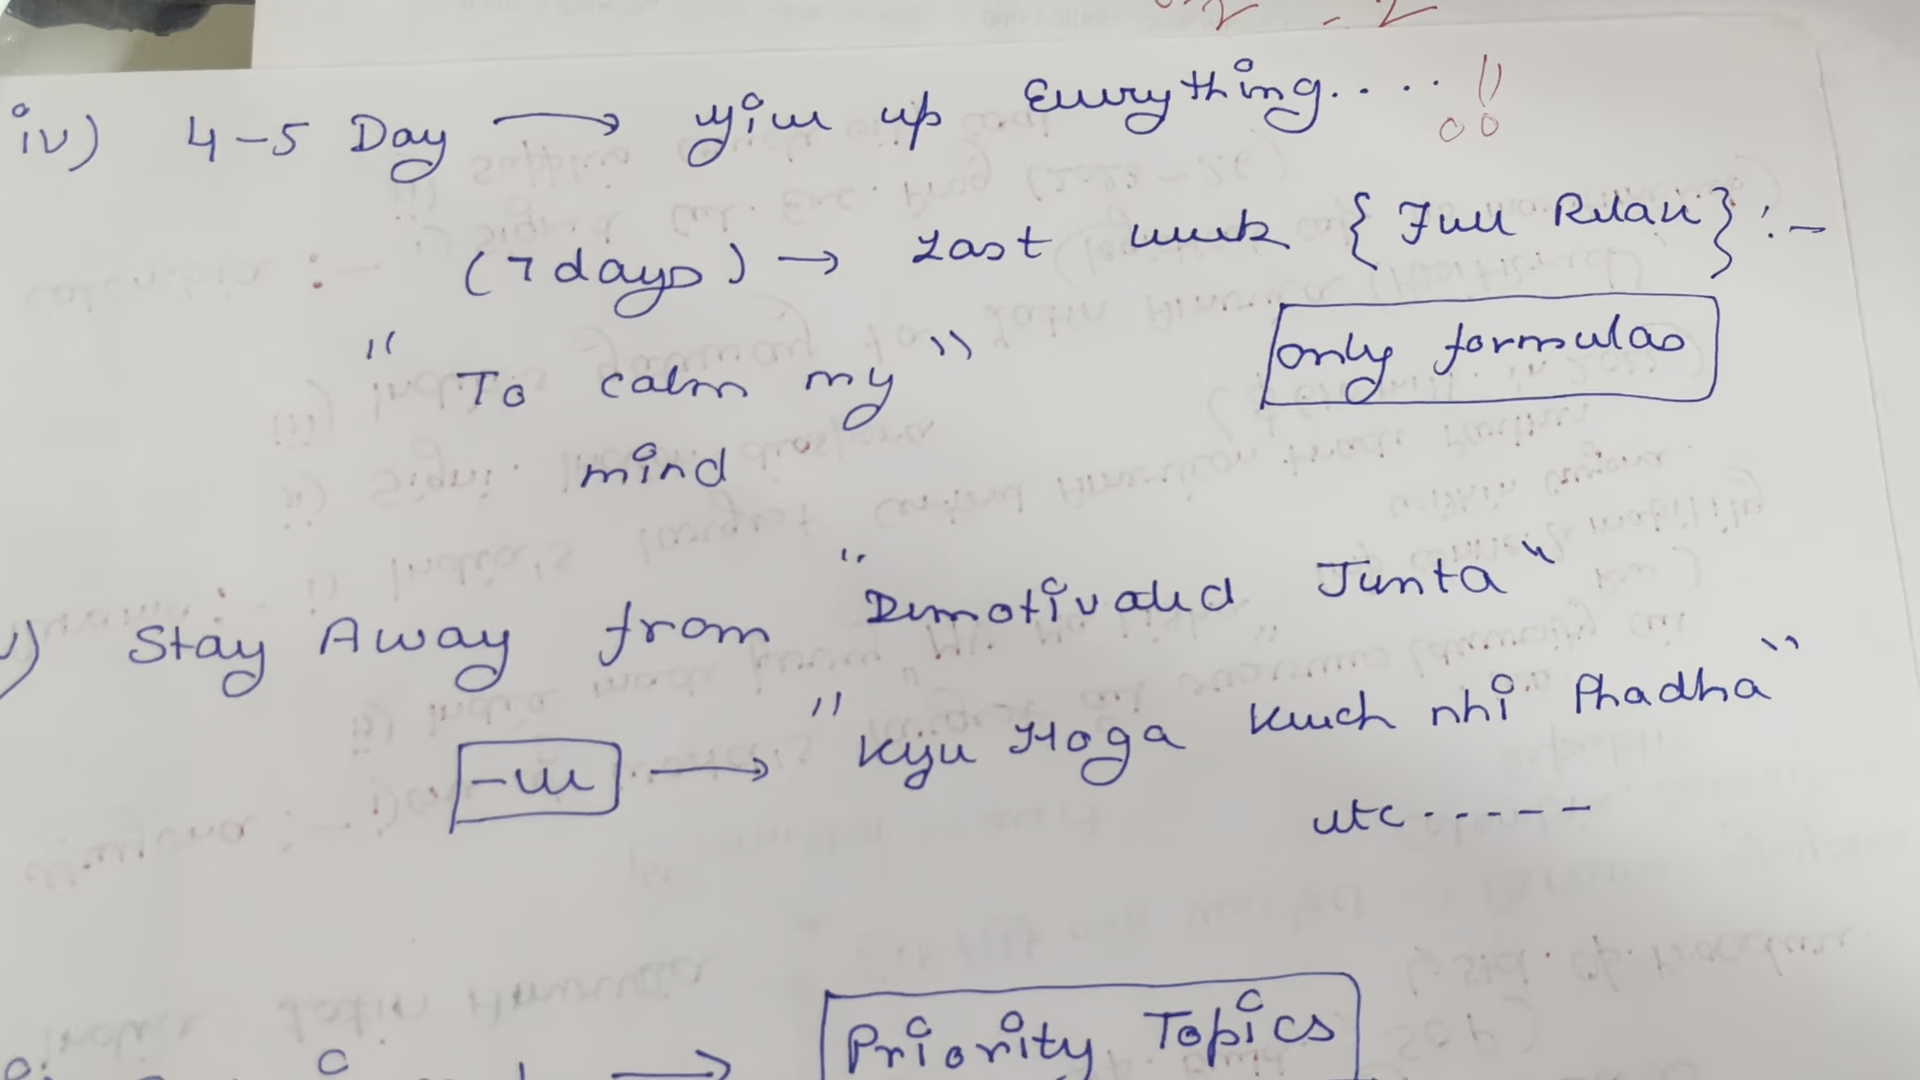 iv) 4-5 Day → Give up Everything.... !!
(7 days) → Last week { Full Relax } :-
"To calm my" only formulas
mind
v) Stay Away from "Demotivated Junta"
-ve → "Kyu Hoga Kuch nhi Phadha"
etc.-----
→ Priority Topics